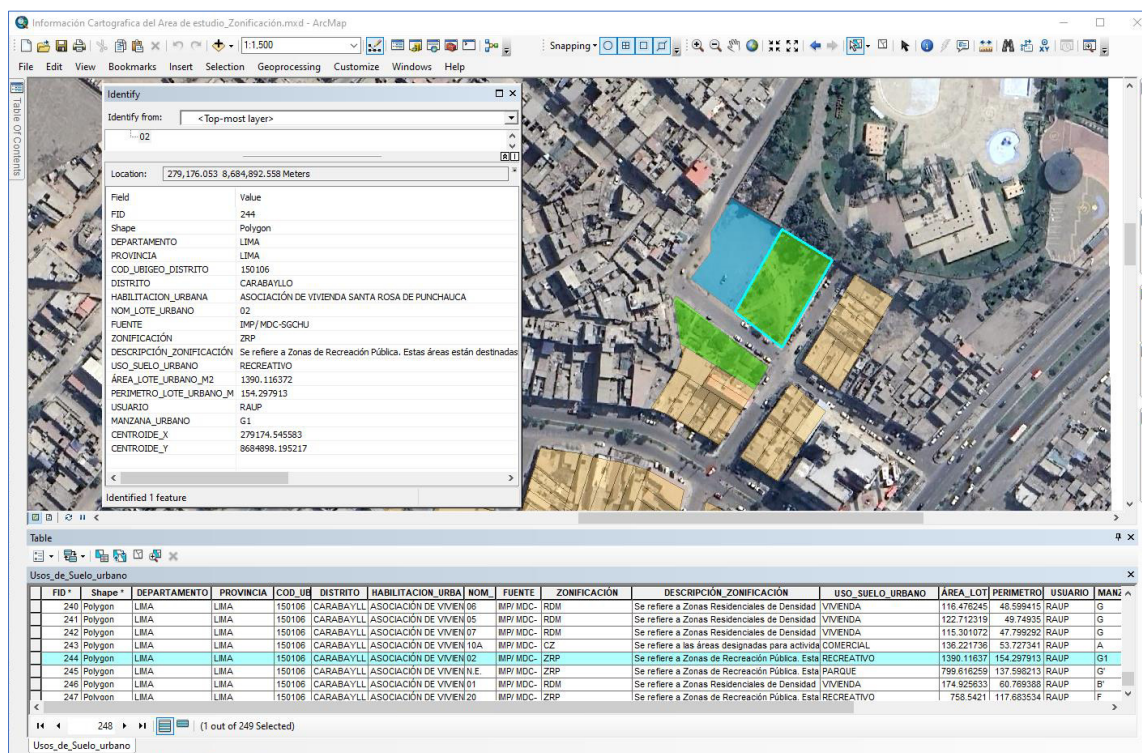 Información Cartografica del Area de estudio_Zonificación.mxd - ArcMap
1:1,500
Snapping
File Edit View Bookmarks Insert Selection Geoprocessing Customize Windows Help
Table Of Contents
Identify
Identify from: <Top-most layer>
02
Location: 279,176.053 8,684,892.558 Meters
Field Value
FID 244
Shape Polygon
DEPARTAMENTO LIMA
PROVINCIA LIMA
COD_UBIGEO_DISTRITO 150106
DISTRITO CARABAYLLO
HABILITACION_URBANA ASOCIACIÓN DE VIVIENDA SANTA ROSA DE PUNCHAUCA
NOM_LOTE_URBANO 02
FUENTE IMP/MDC-SGCHU
ZONIFICACIÓN ZRP
DESCRIPCIÓN_ZONIFICACIÓN Se refiere a Zonas de Recreación Pública. Estas áreas están destinadas
USO_SUELO_URBANO RECREATIVO
ÁREA_LOTE_URBANO_M2 1390.116372
PERIMETRO_LOTE_URBANO_M 154.297913
USUARIO RAUP
MANZANA_URBANO G1
CENTROIDE_X 279174.545583
CENTROIDE_Y 8684898.195217
Identified 1 feature
Table
Usos_de_Suelo_urbano
FID * Shape * DEPARTAMENTO PROVINCIA COD_UB DISTRITO HABILITACION_URBA NOM_ FUENTE ZONIFICACIÓN DESCRIPCIÓN_ZONIFICACIÓN USO_SUELO_URBANO ÁREA_LOT PERIMETRO USUARIO MANZ
240 Polygon LIMA LIMA 150106 CARABAYLL ASOCIACIÓN DE VIVIEN 06 IMP/ MDC- RDM Se refiere a Zonas Residenciales de Densidad VIVIENDA 116.476245 48.599415 RAUP G
241 Polygon LIMA LIMA 150106 CARABAYLL ASOCIACIÓN DE VIVIEN 05 IMP/ MDC- RDM Se refiere a Zonas Residenciales de Densidad VIVIENDA 122.712319 49.74935 RAUP G
242 Polygon LIMA LIMA 150106 CARABAYLL ASOCIACIÓN DE VIVIEN 07 IMP/ MDC- RDM Se refiere a Zonas Residenciales de Densidad VIVIENDA 115.301072 47.799292 RAUP G
243 Polygon LIMA LIMA 150106 CARABAYLL ASOCIACIÓN DE VIVIEN 10A IMP/ MDC- CZ Se refiere a las áreas designadas para activida COMERCIAL 136.221736 53.727341 RAUP A
244 Polygon LIMA LIMA 150106 CARABAYLL ASOCIACIÓN DE VIVIEN 02 IMP/ MDC- ZRP Se refiere a Zonas de Recreación Pública. Esta RECREATIVO 1390.11637 154.297913 RAUP G1
245 Polygon LIMA LIMA 150106 CARABAYLL ASOCIACIÓN DE VIVIEN N.E. IMP/ MDC- ZRP Se refiere a Zonas de Recreación Pública. Esta PARQUE 799.616259 137.598213 RAUP G'
246 Polygon LIMA LIMA 150106 CARABAYLL ASOCIACIÓN DE VIVIEN 01 IMP/ MDC- RDM Se refiere a Zonas Residenciales de Densidad VIVIENDA 174.925633 60.769388 RAUP B'
247 Polygon LIMA LIMA 150106 CARABAYLL ASOCIACIÓN DE VIVIEN 20 IMP/ MDC- ZRP Se refiere a Zonas de Recreación Pública. Esta RECREATIVO 758.5421 117.683534 RAUP F
248 (1 out of 249 Selected)
Usos_de_Suelo_urbano